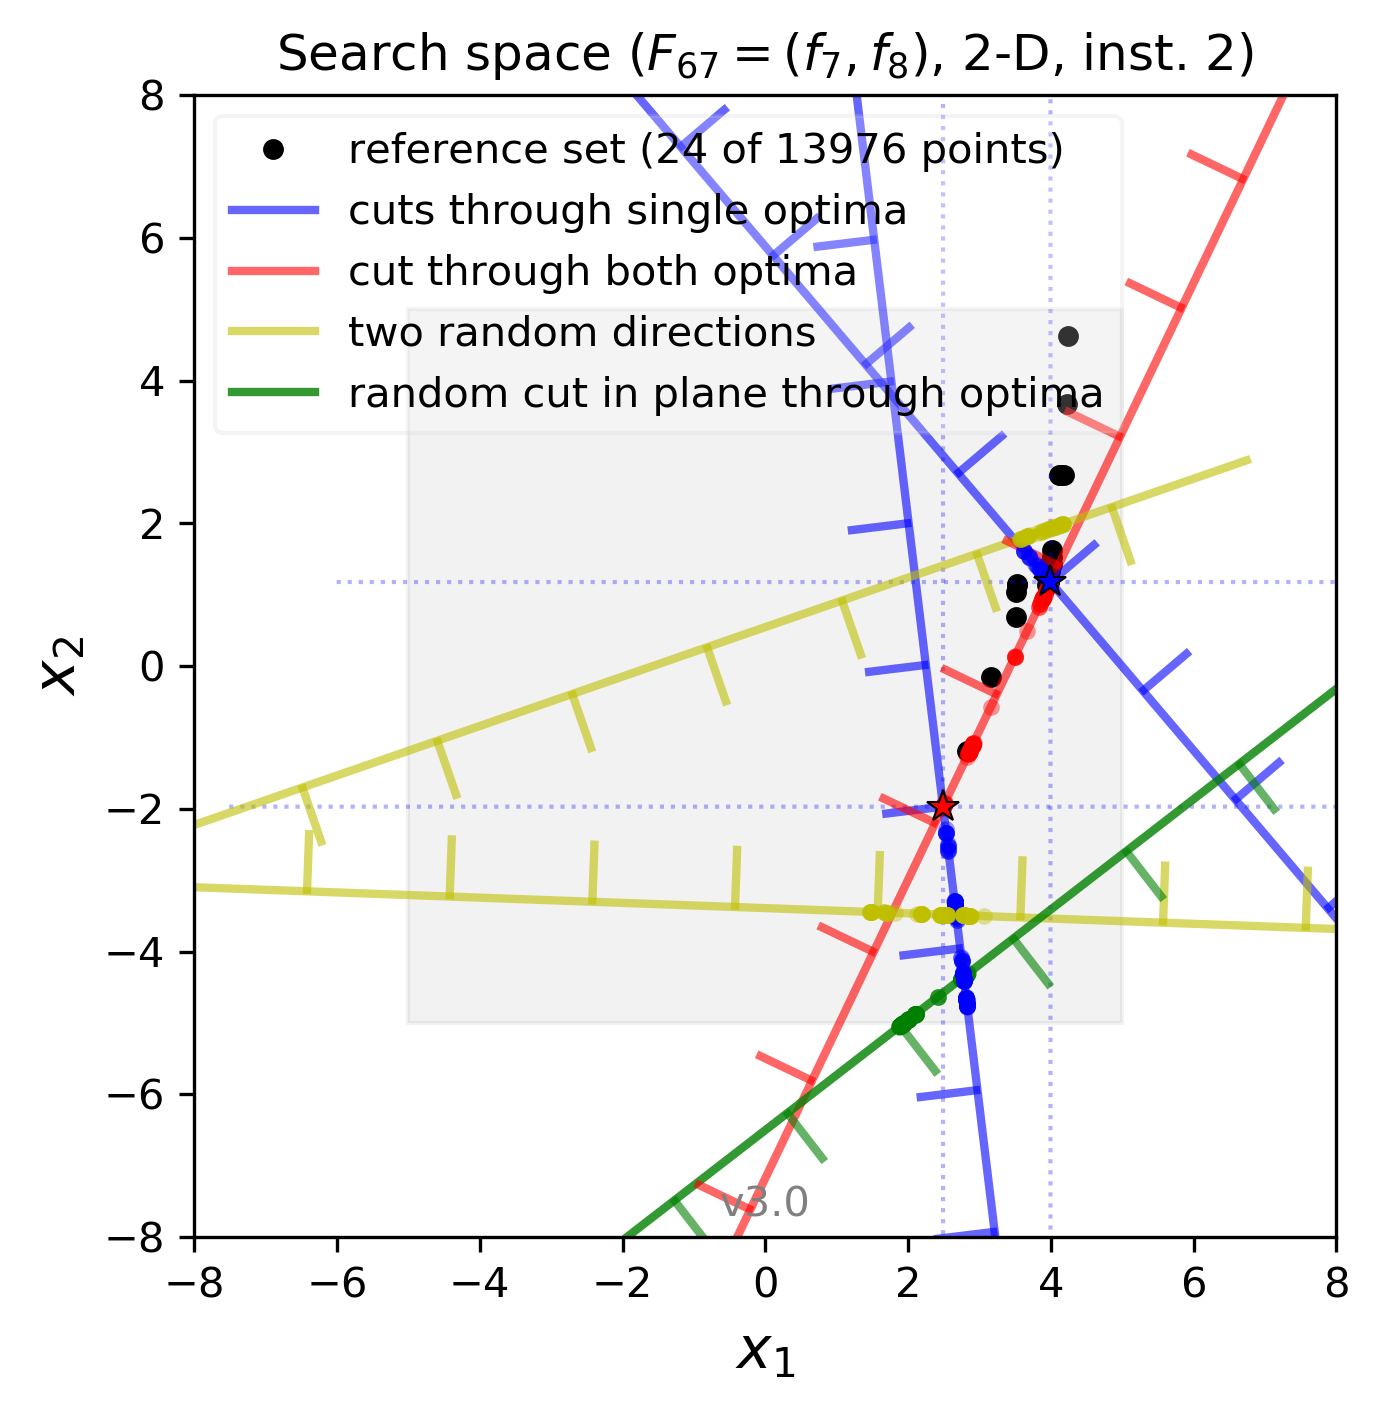 Search space (F₆₇ = (f₇, f₈), 2-D, inst. 2)
reference set (24 of 13976 points)
cuts through single optima
cut through both optima
two random directions
random cut in plane through optima
8
6
4
2
0
−2
−4
−6
−8
x₂
v3.0
−8 −6 −4 −2 0 2 4 6 8
x₁